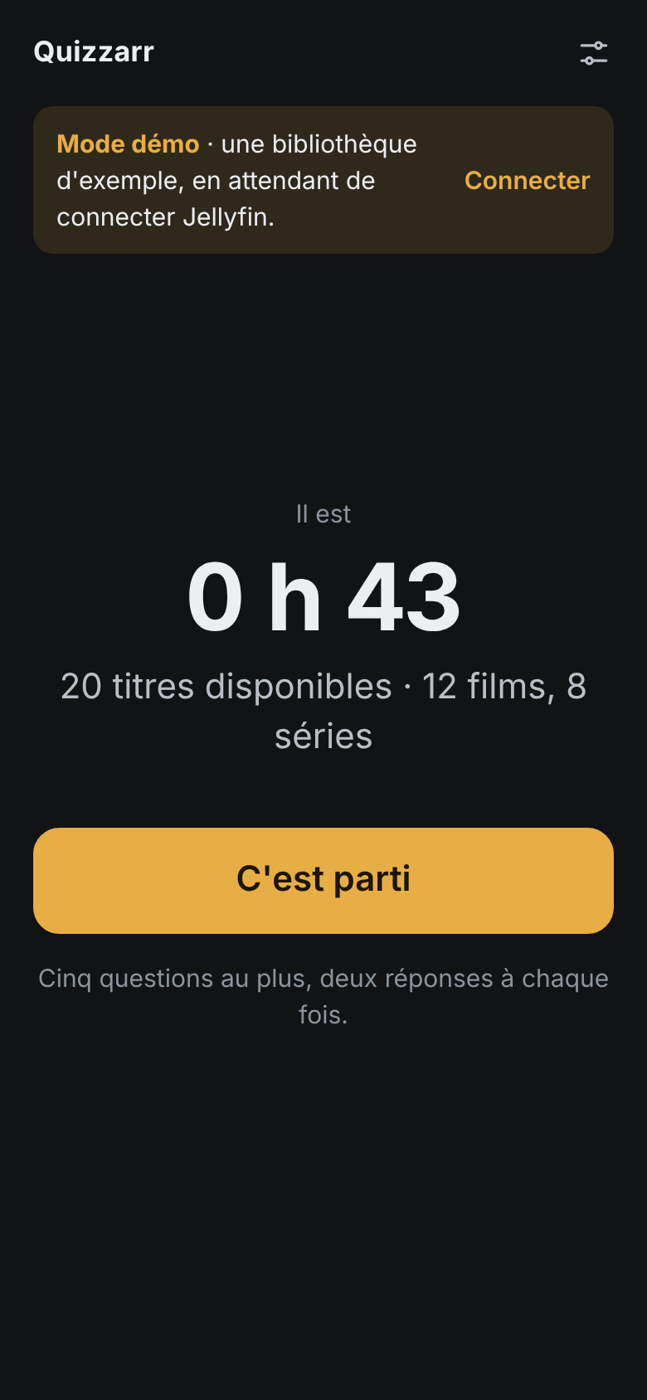 Quizzarr
Mode démo · une bibliothèque
d'exemple, en attendant de
connecter Jellyfin.
Connecter
Il est
0 h 43
20 titres disponibles · 12 films, 8
séries
C'est parti
Cinq questions au plus, deux réponses à chaque
fois.